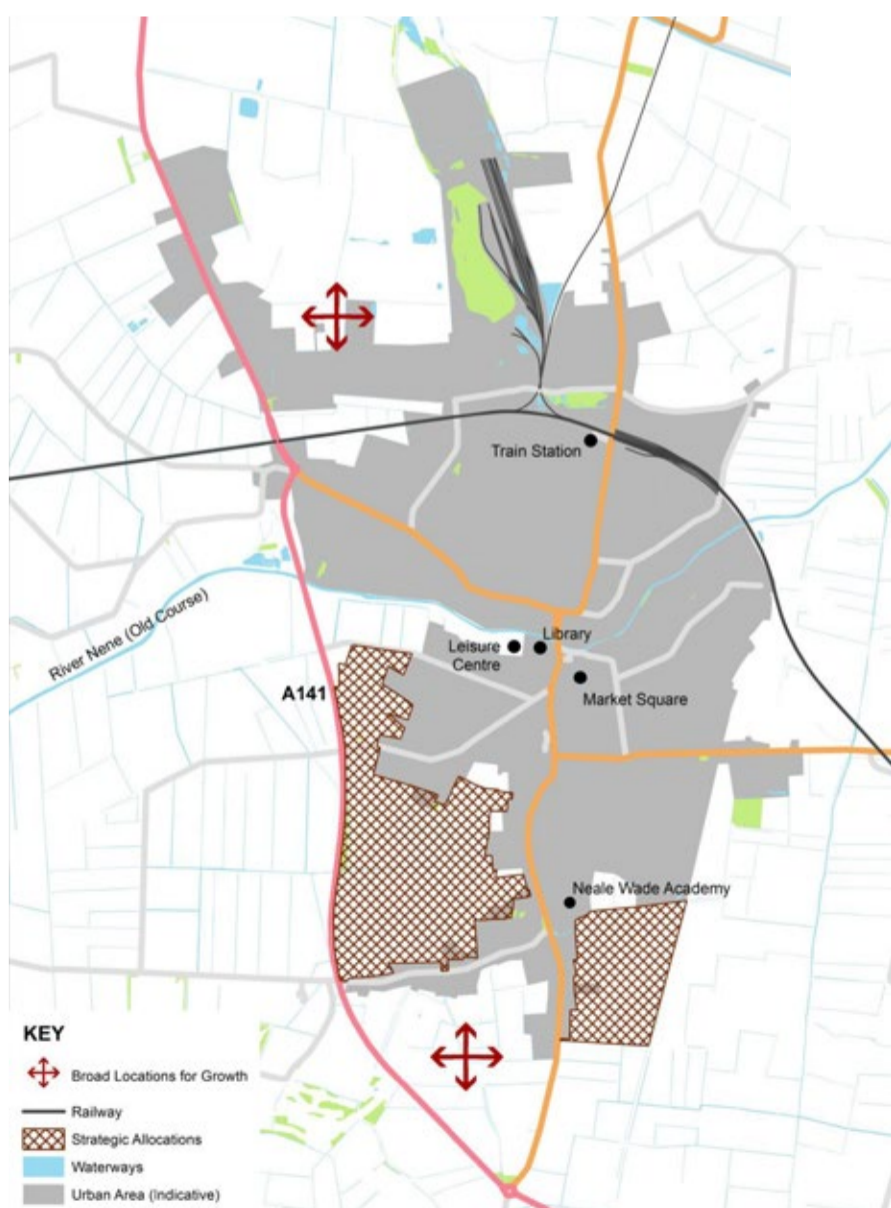 Train Station
River Nene (Old Course)
Leisure
Centre
Library
A141
Market Square
Neale Wade Academy
KEY
Broad Locations for Growth
Railway
Strategic Allocations
Waterways
Urban Area (Indicative)